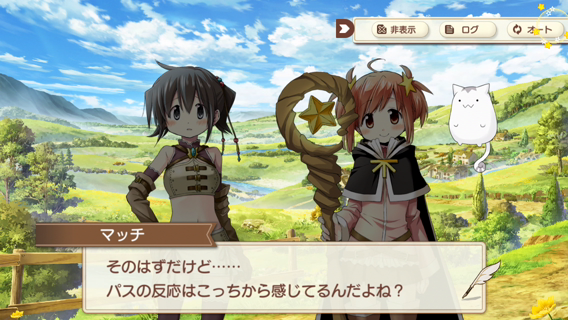 非表示
ログ
オート
マッチ
そのはずだけど……
パスの反応はこっちから感じてるんだよね？